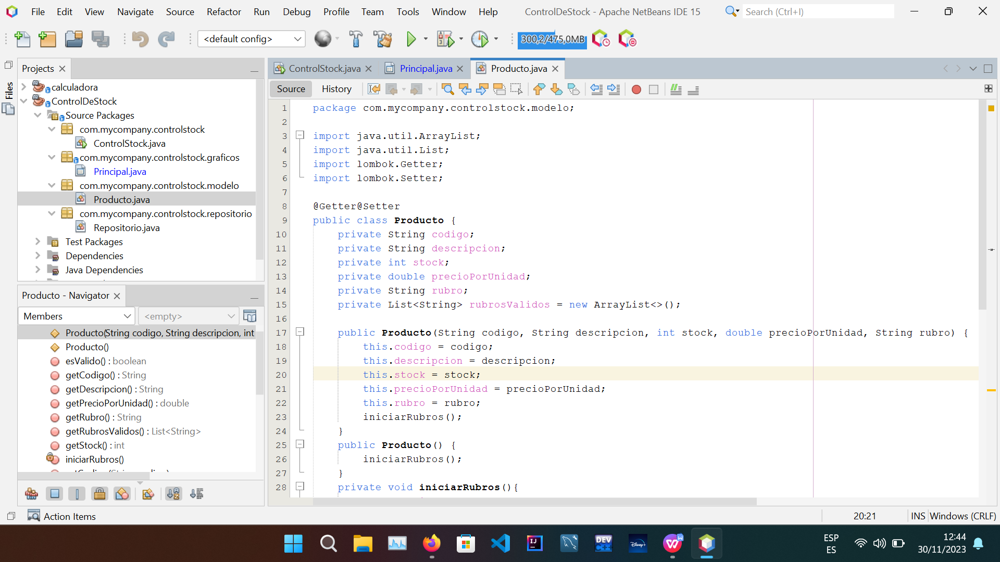 File Edit View Navigate Source Refactor Run Debug Profile Team Tools Window Help ControlDeStock - Apache NetBeans IDE 15 Search (Ctrl+I)
<default config> 300,2/475,0MB
Files
Projects
calculadora
ControlDeStock
Source Packages
com.mycompany.controlstock
ControlStock.java
com.mycompany.controlstock.graficos
Principal.java
com.mycompany.controlstock.modelo
Producto.java
com.mycompany.controlstock.repositorio
Repositorio.java
Test Packages
Dependencies
Java Dependencies
Producto - Navigator
Members <empty>
Producto(String codigo, String descripcion, int
Producto()
esValido() : boolean
getCodigo() : String
getDescripcion() : String
getPrecioPorUnidad() : double
getRubro() : String
getRubrosValidos() : List<String>
getStock() : int
iniciarRubros()
ControlStock.java Principal.java Producto.java
Source History
1 package com.mycompany.controlstock.modelo;
2
3 import java.util.ArrayList;
4 import java.util.List;
5 import lombok.Getter;
6 import lombok.Setter;
7
8 @Getter@Setter
9 public class Producto {
10 private String codigo;
11 private String descripcion;
12 private int stock;
13 private double precioPorUnidad;
14 private String rubro;
15 private List<String> rubrosValidos = new ArrayList<>();
16
17 public Producto(String codigo, String descripcion, int stock, double precioPorUnidad, String rubro) {
18 this.codigo = codigo;
19 this.descripcion = descripcion;
20 this.stock = stock;
21 this.precioPorUnidad = precioPorUnidad;
22 this.rubro = rubro;
23 iniciarRubros();
24 }
25 public Producto() {
26 iniciarRubros();
27 }
28 private void iniciarRubros(){
Action Items 20:21 INS Windows (CRLF)
IJ DEV C++ Disney+ W
ESP
ES
12:44
30/11/2023